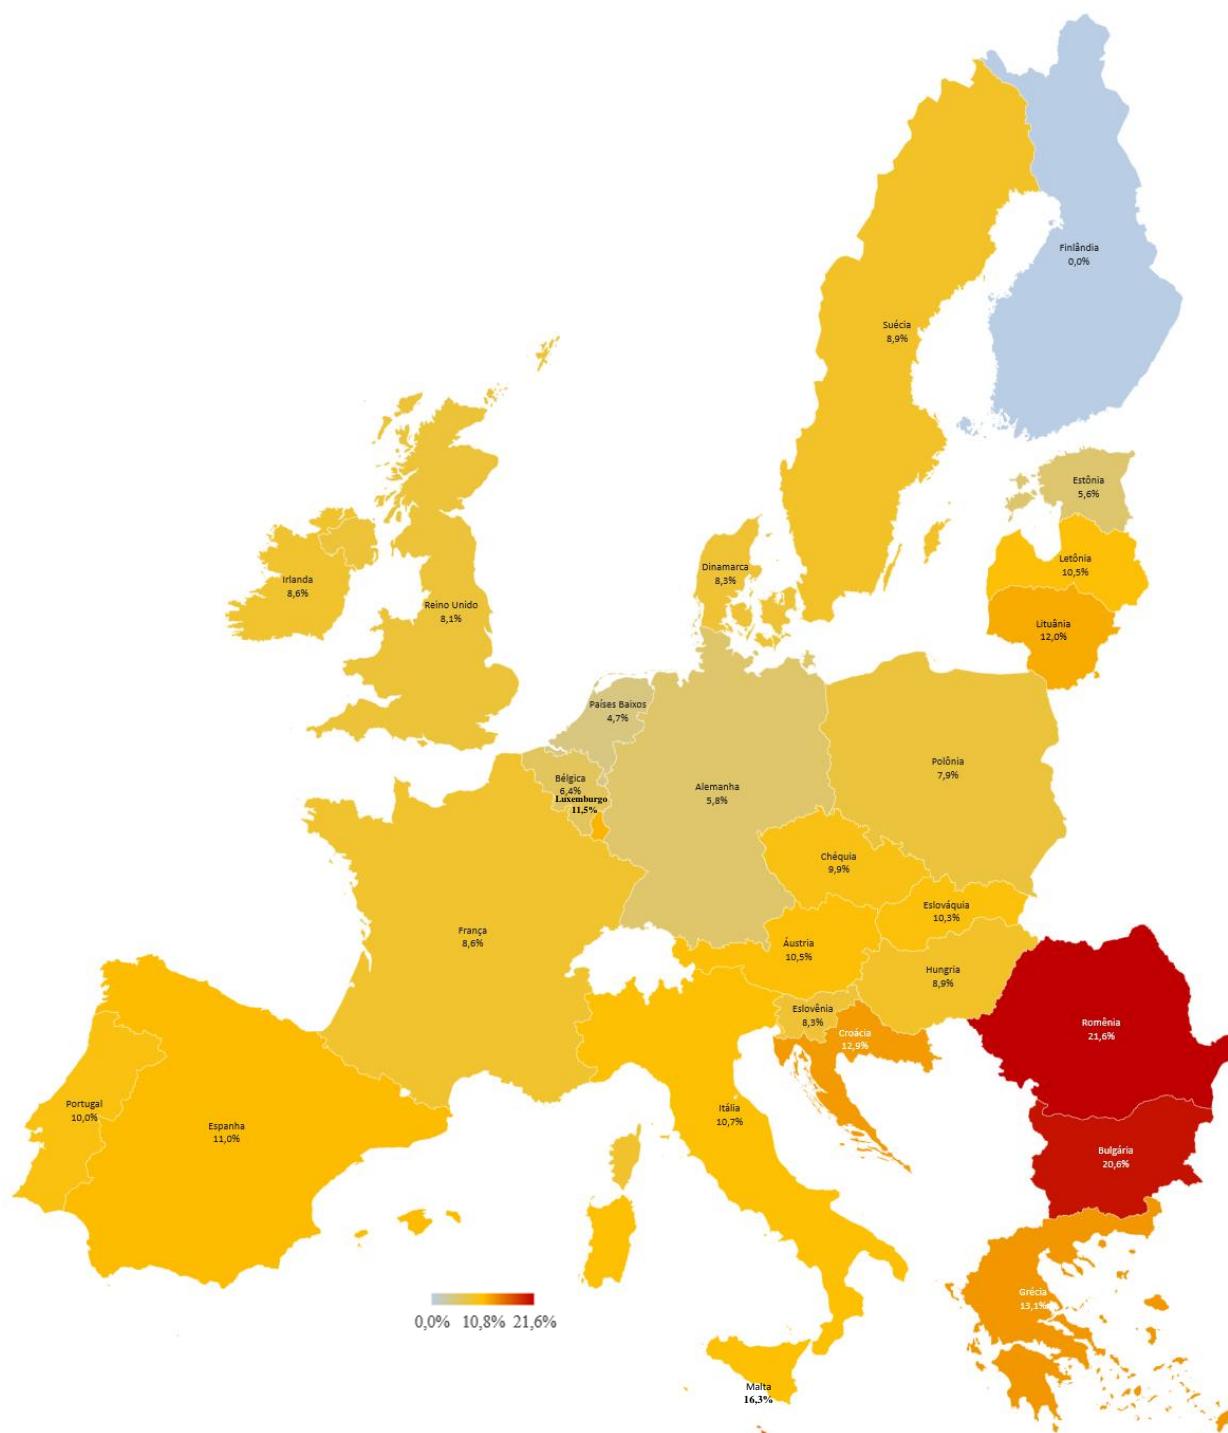 Finlândia
0,0%
Suécia
8,9%
Estônia
5,6%
Letônia
10,5%
Lituânia
12,0%
Dinamarca
8,3%
Irlanda
8,6%
Reino Unido
8,1%
Países Baixos
4,7%
Bélgica
6,4%
Luxemburgo
11,5%
Alemanha
5,8%
Polônia
7,9%
Chéquia
9,9%
Eslováquia
10,3%
França
8,6%
Áustria
10,5%
Hungria
8,9%
Eslovênia
8,3%
Croácia
12,9%
Romênia
21,6%
Portugal
10,0%
Espanha
11,0%
Itália
10,7%
Bulgária
20,6%
Grécia
13,1%
0,0% 10,8% 21,6%
Malta
16,3%